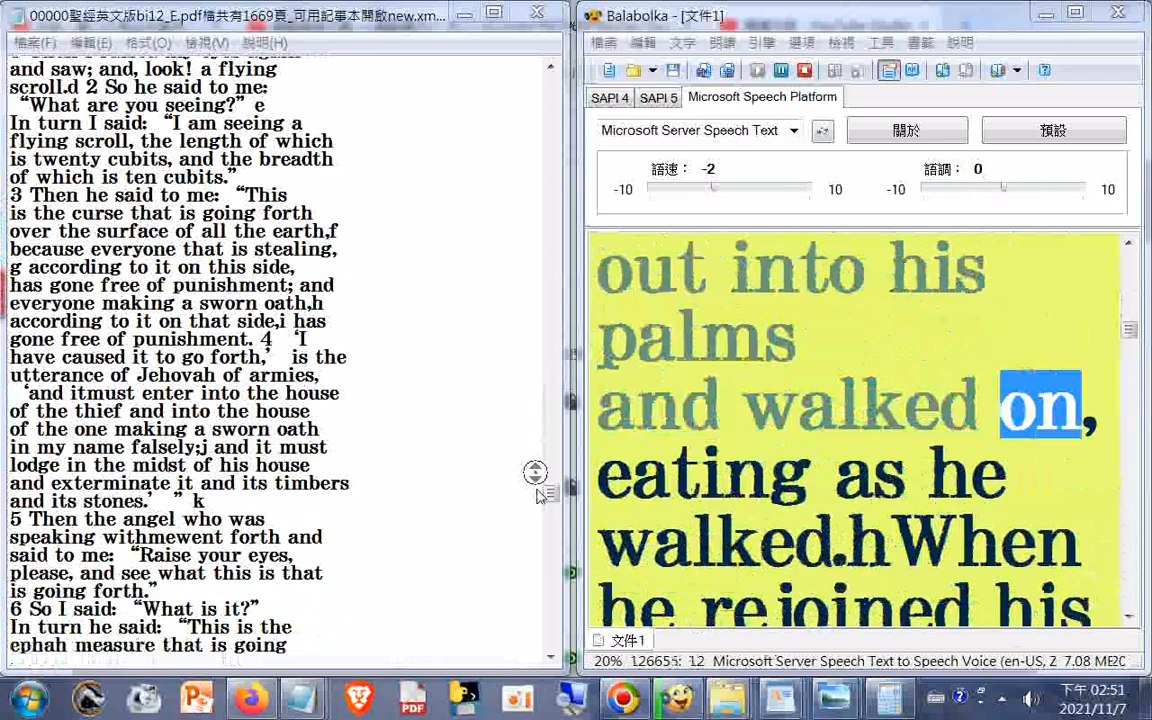 00000聖經英文版bi12_E.pdf檔共有1669頁_可用記事本開啟new.xm...
檔案(F) 編輯(E) 格式(O) 檢視(V) 說明(H)
and saw; and, look! a flying
scroll.d 2 So he said to me:
“What are you seeing?” e
In turn I said: “I am seeing a
flying scroll, the length of which
is twenty cubits, and the breadth
of which is ten cubits.”
3 Then he said to me: “This
is the curse that is going forth
over the surface of all the earth,f
because everyone that is stealing,
g according to it on this side,
has gone free of punishment; and
everyone making a sworn oath,h
according to it on that side,i has
gone free of punishment. 4 ‘I
have caused it to go forth,’ is the
utterance of Jehovah of armies,
‘and itmust enter into the house
of the thief and into the house
of the one making a sworn oath
in my name falsely;j and it must
lodge in the midst of his house
and exterminate it and its timbers
and its stones.’ ” k
5 Then the angel who was
speaking withmewent forth and
said to me: “Raise your eyes,
please, and see what this is that
is going forth.”
6 So I said: “What is it?”
In turn he said: “This is the
ephah measure that is going
Balabolka - [文件1]
檔案 編輯 文字 朗讀 引擎 選項 檢視 工具 書籤 說明
SAPI 4 SAPI 5 Microsoft Speech Platform
Microsoft Server Speech Text 關於 預設
語速: -2 語調: 0
-10 10 -10 10
out into his
palms
and walked on,
eating as he
walked.hWhen
he rejoined his
文件1
20% 126655: 12 Microsoft Server Speech Text to Speech Voice (en-US, Z 7.08 ME
下午 02:51
2021/11/7